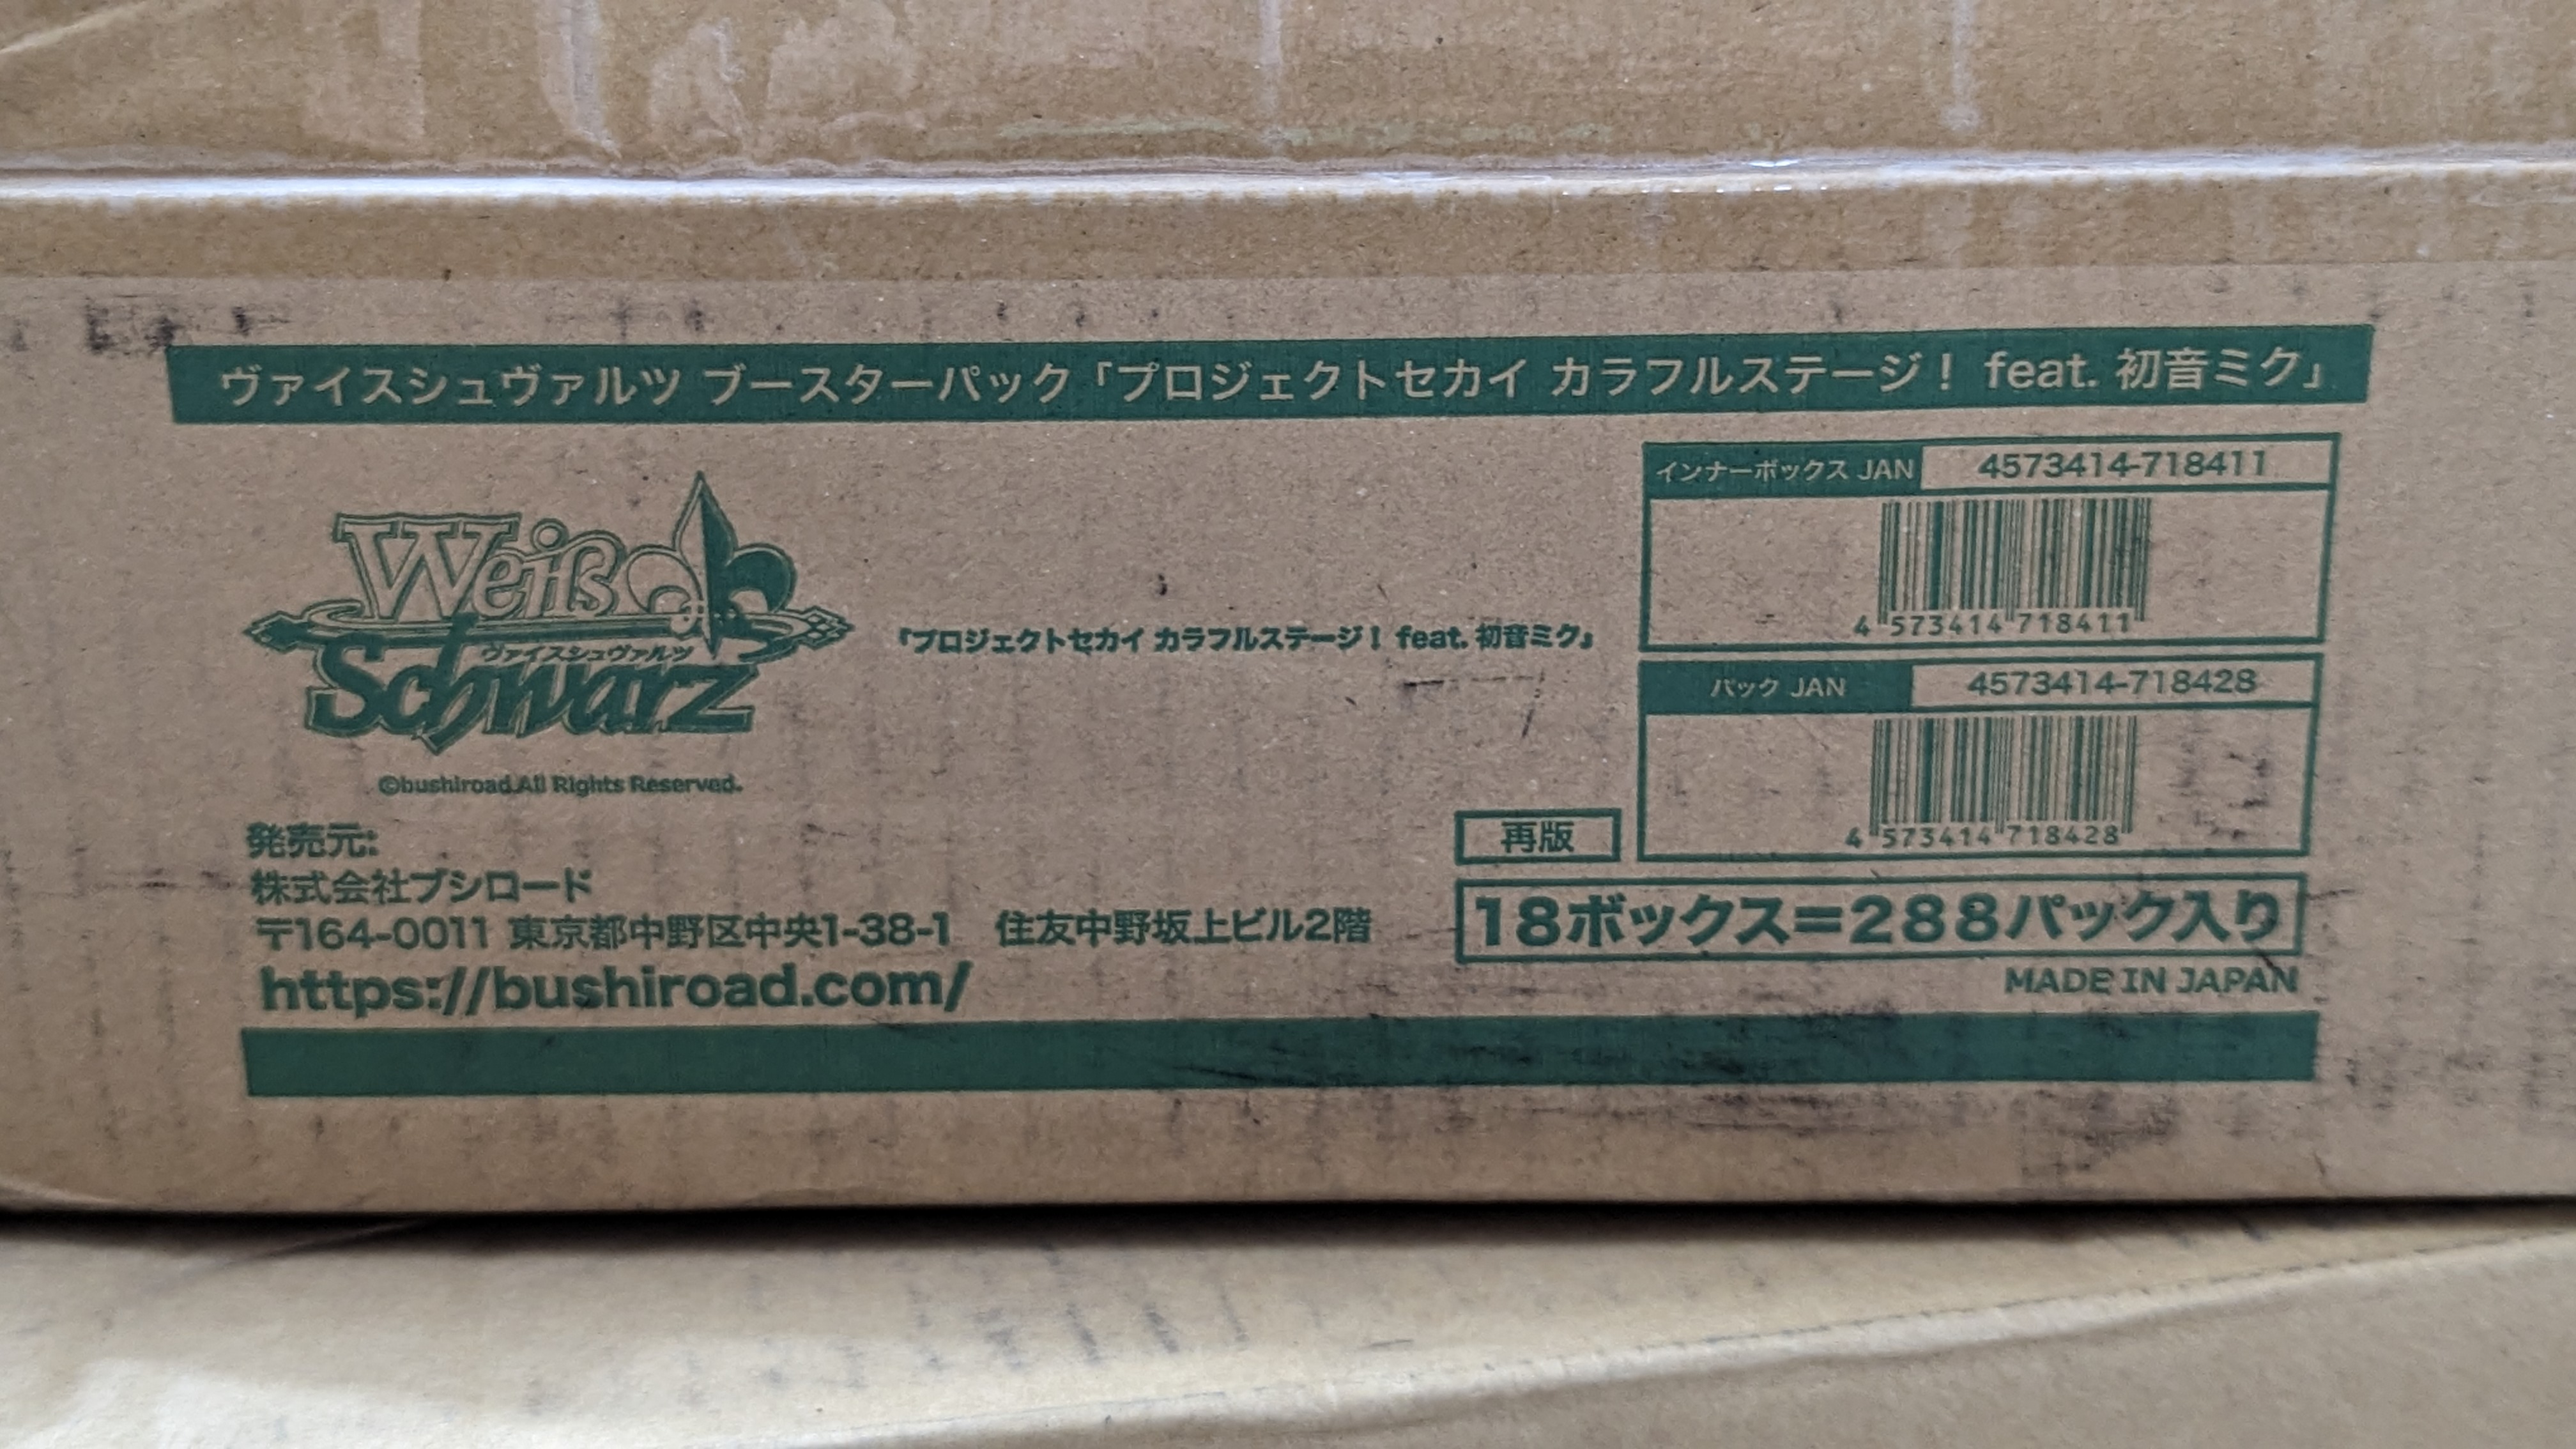 ヴァイスシュヴァルツ ブースターパック「プロジェクトセカイ カラフルステージ！ feat. 初音ミク」
Weiß
ヴァイスシュヴァルツ
Schwarz
©bushiroad.All Rights Reserved.
『プロジェクトセカイ カラフルステージ！ feat. 初音ミク』
インナーボックス JAN 4573414-718411
4 573414 718411
パック JAN 4573414-718428
4 573414 718428
再版
18ボックス=288パック入り
MADE IN JAPAN
発売元:
株式会社ブシロード
〒164-0011 東京都中野区中央1-38-1 住友中野坂上ビル2階
https://bushiroad.com/